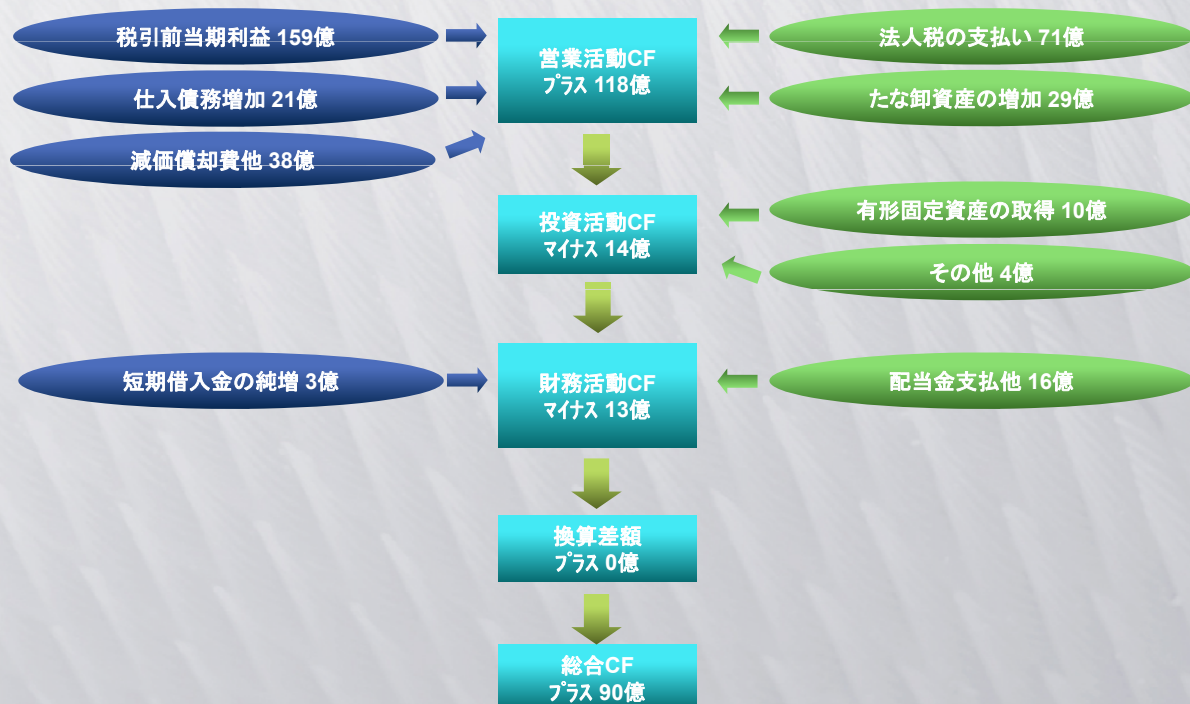 税引前当期利益 159億
仕入債務増加 21億
減価償却費他 38億
営業活動CF
プラス 118億
法人税の支払い 71億
たな卸資産の増加 29億
投資活動CF
マイナス 14億
有形固定資産の取得 10億
その他 4億
短期借入金の純増 3億
財務活動CF
マイナス 13億
配当金支払他 16億
換算差額
プラス 0億
総合CF
プラス 90億